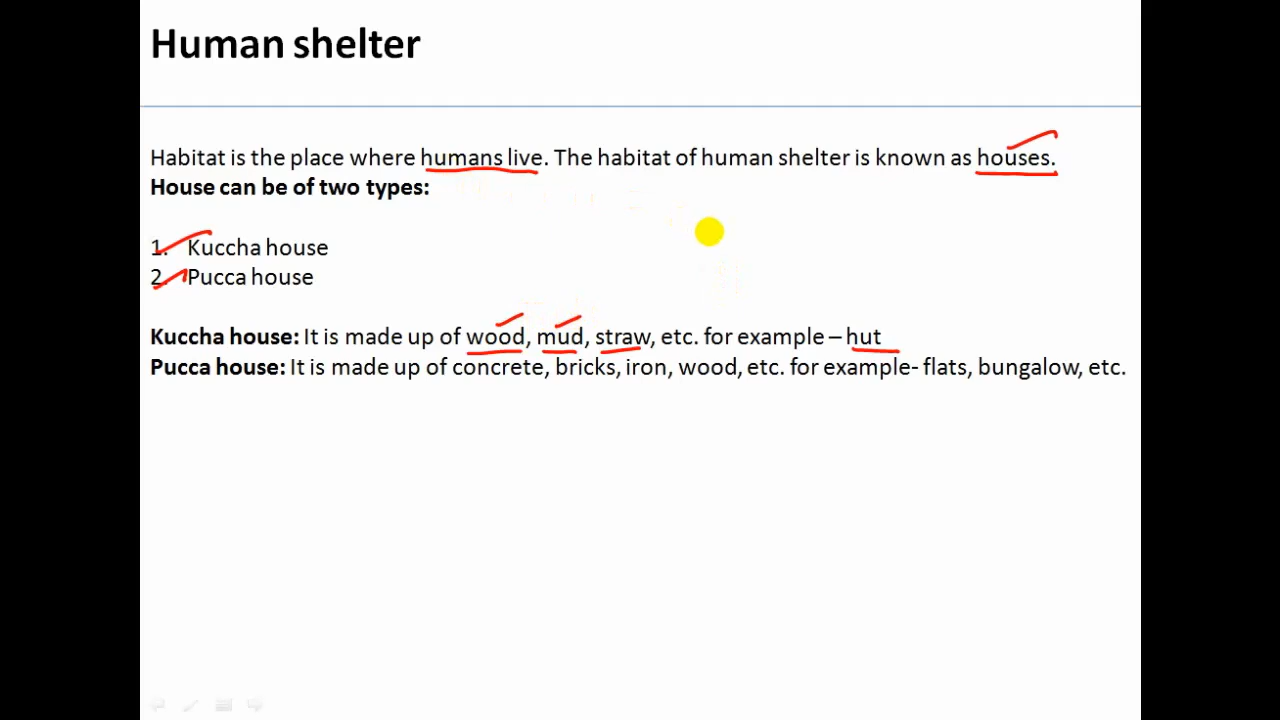 Human shelter
Habitat is the place where humans live. The habitat of human shelter is known as houses.
House can be of two types:
1. Kuccha house
2. Pucca house
Kuccha house: It is made up of wood, mud, straw, etc. for example – hut
Pucca house: It is made up of concrete, bricks, iron, wood, etc. for example- flats, bungalow, etc.